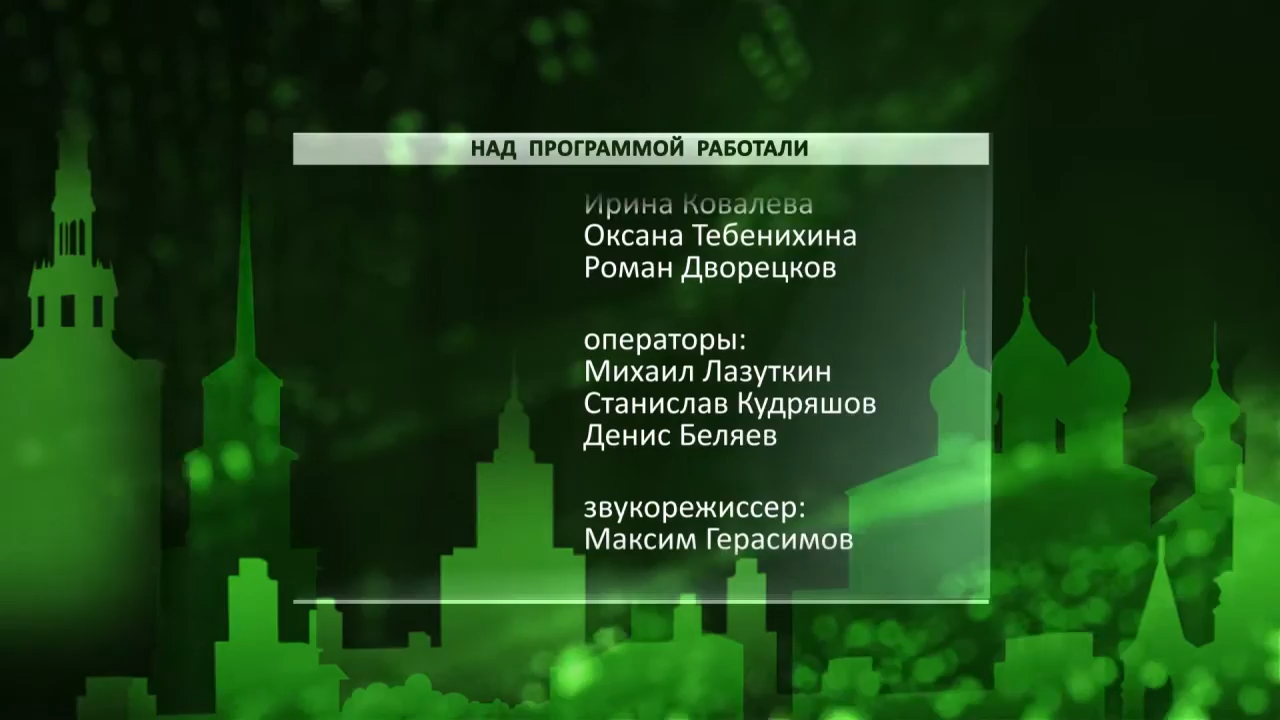 НАД ПРОГРАММОЙ РАБОТАЛИ
Ирина Ковалева
Оксана Тебенихина
Роман Дворецков
операторы:
Михаил Лазуткин
Станислав Кудряшов
Денис Беляев
звукорежиссер:
Максим Герасимов